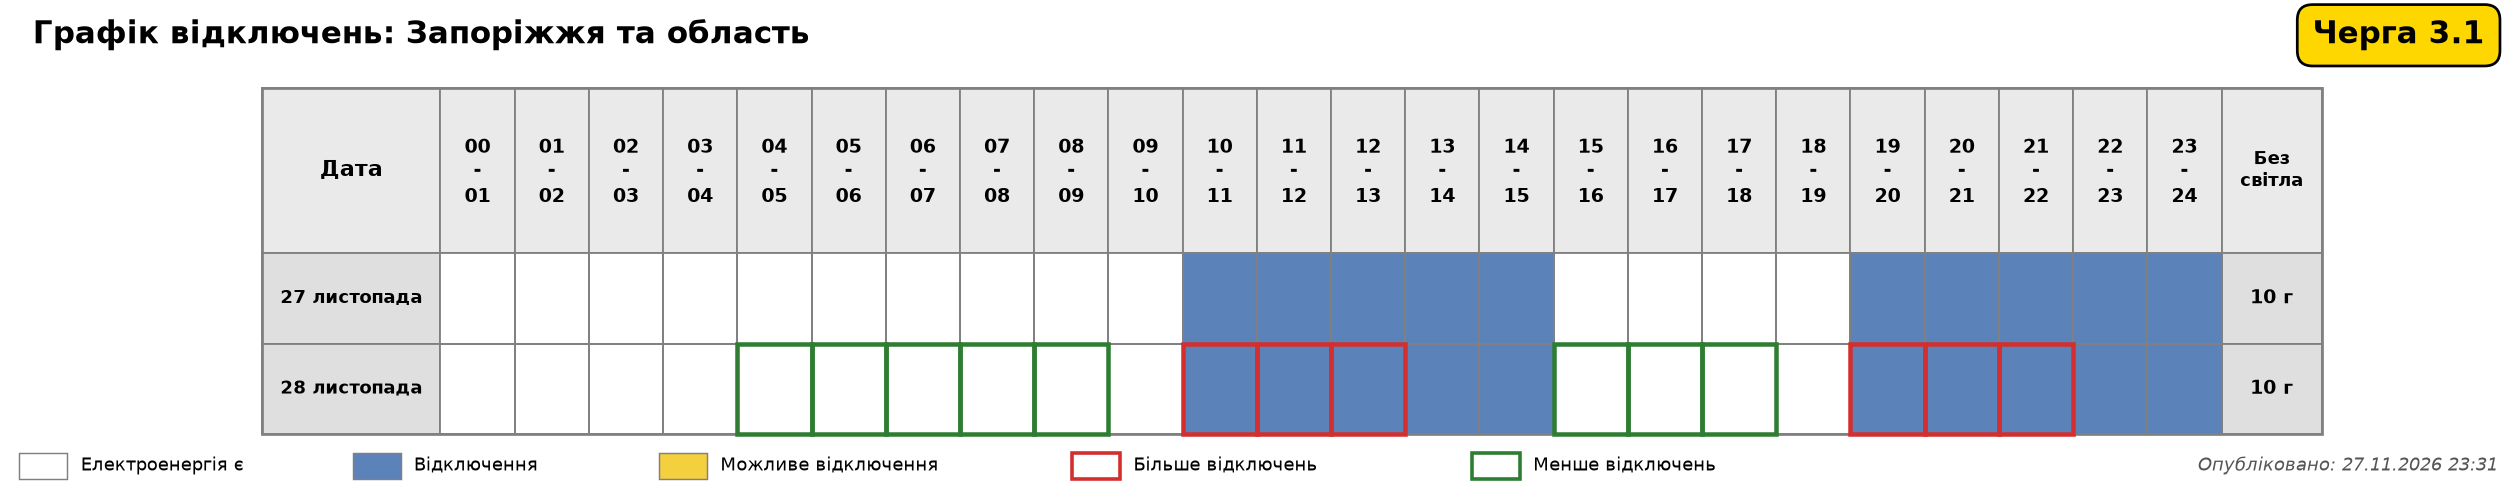 Графік відключень: Запоріжжя та область
Черга 3.1
Дата
00 - 01
01 - 02
02 - 03
03 - 04
04 - 05
05 - 06
06 - 07
07 - 08
08 - 09
09 - 10
10 - 11
11 - 12
12 - 13
13 - 14
14 - 15
15 - 16
16 - 17
17 - 18
18 - 19
19 - 20
20 - 21
21 - 22
22 - 23
23 - 24
Без
світла
27 листопада
10 г
28 листопада
10 г
Електроенергія є
Відключення
Можливе відключення
Більше відключень
Менше відключень
Опубліковано: 27.11.2026 23:31